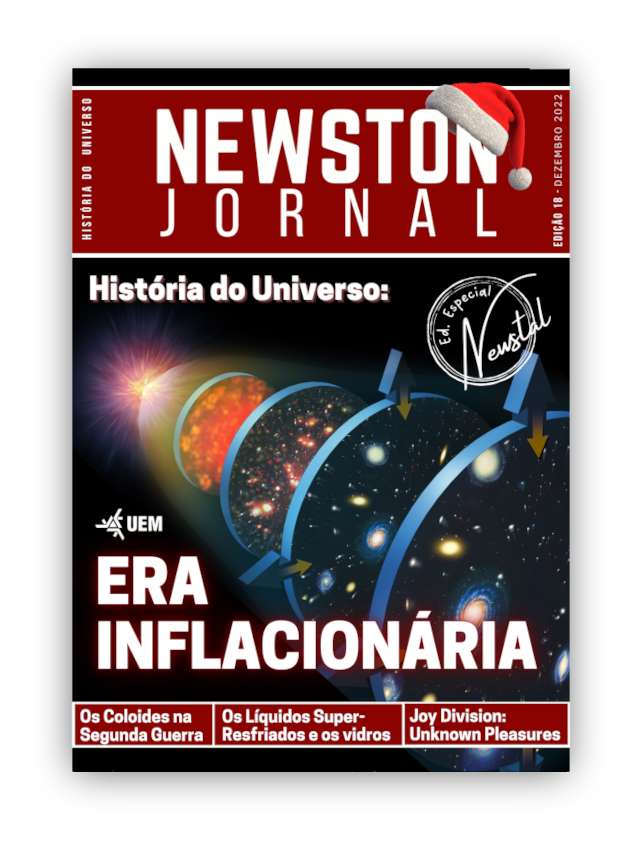 HISTÓRIA DO UNIVERSO
NEWSTON
JORNAL
EDIÇÃO 18 - DEZEMBRO 2022
História do Universo:
Ed. Especial
Newstal
UEM
ERA
INFLACIONÁRIA
Os Coloides na
Segunda Guerra
Os Líquidos Super-
Resfriados e os vidros
Joy Division:
Unknown Pleasures